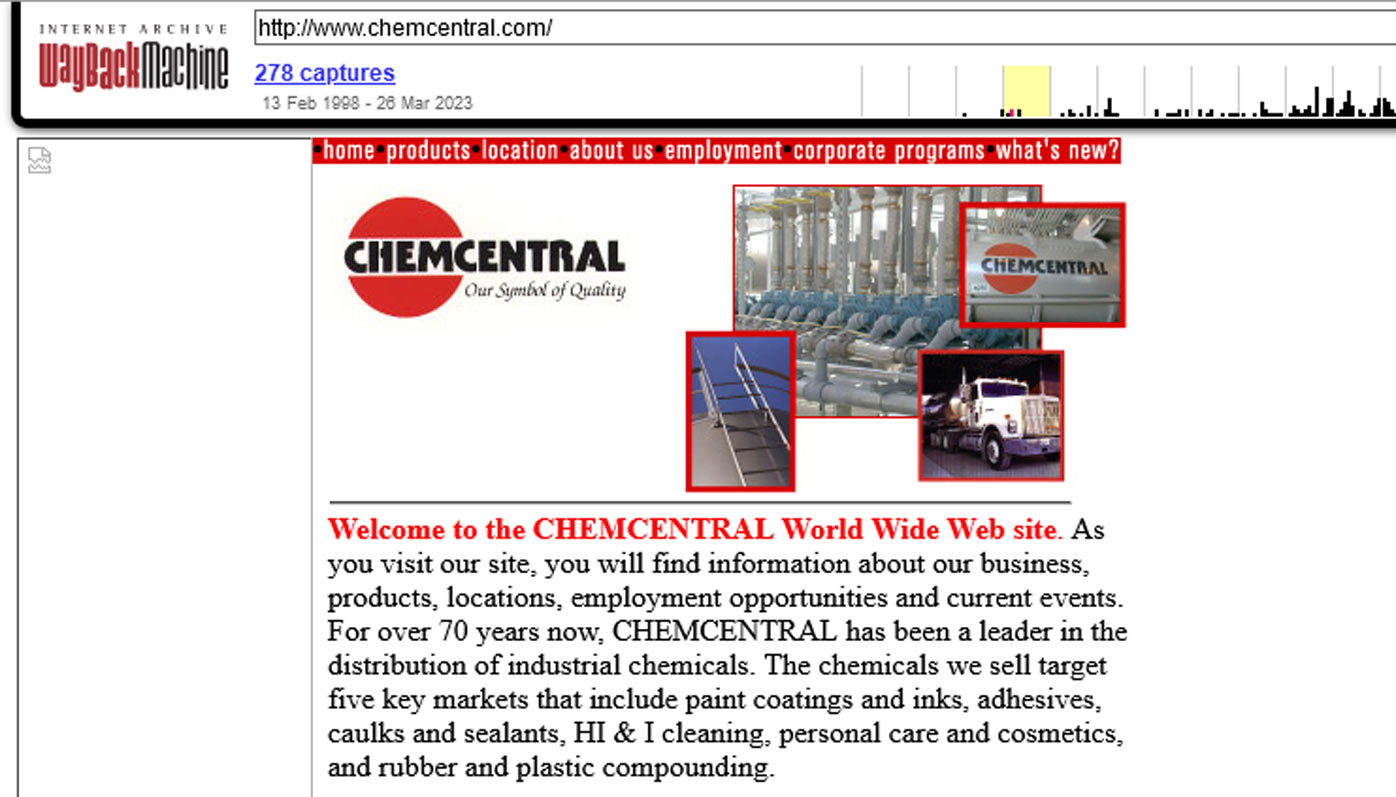 INTERNET ARCHIVE
WayBackMachine
http://www.chemcentral.com/
278 captures
13 Feb 1998 - 26 Mar 2023
•home•products•location•about us•employment•corporate programs•what's new?
CHEMCENTRAL
Our Symbol of Quality
CHEMCENTRAL
Welcome to the CHEMCENTRAL World Wide Web site. As
you visit our site, you will find information about our business,
products, locations, employment opportunities and current events.
For over 70 years now, CHEMCENTRAL has been a leader in the
distribution of industrial chemicals. The chemicals we sell target
five key markets that include paint coatings and inks, adhesives,
caulks and sealants, HI & I cleaning, personal care and cosmetics,
and rubber and plastic compounding.